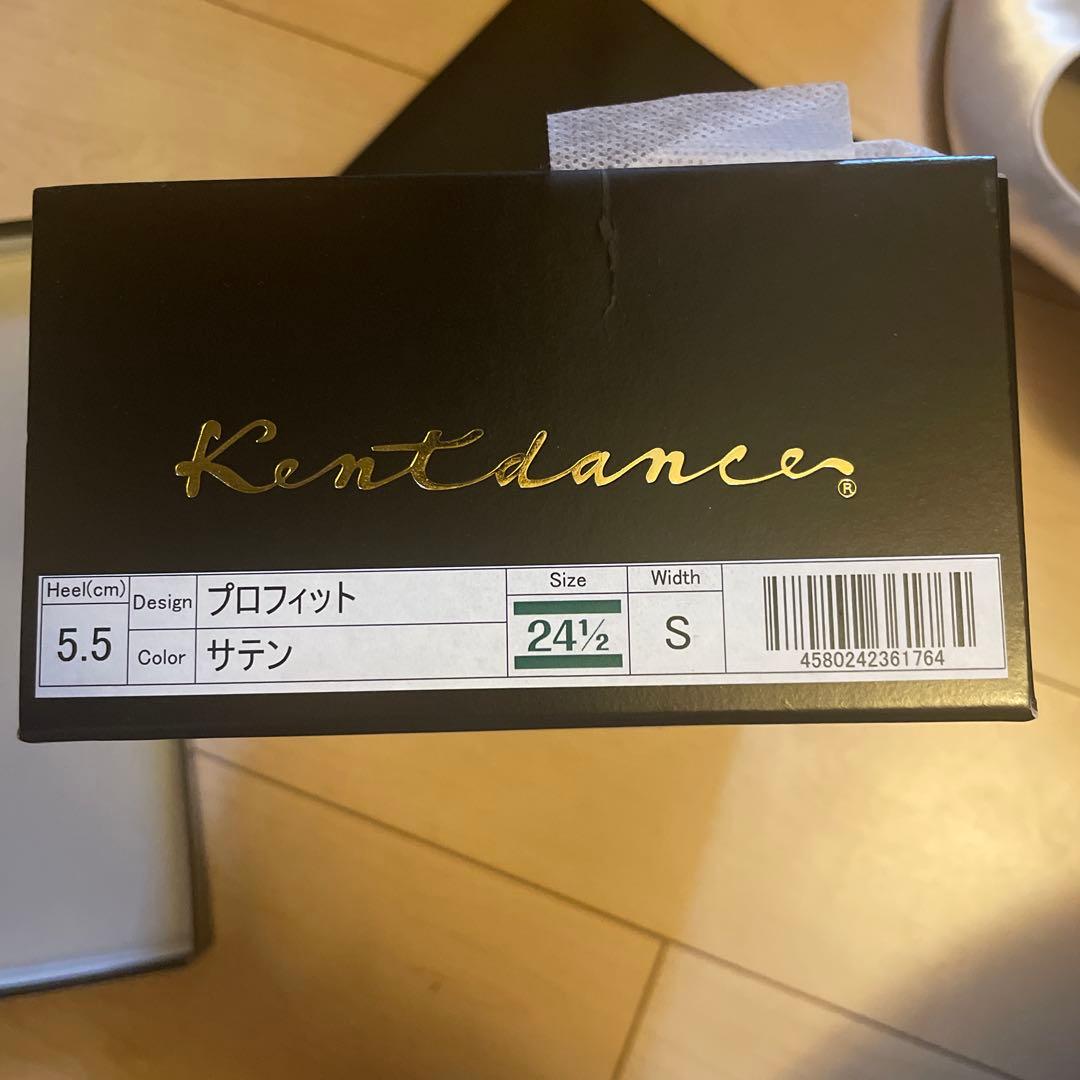 Kentdance®
Heel(cm)
5.5
Design
プロフィット
Color
サテン
Size
24½
Width
S
4580242361764